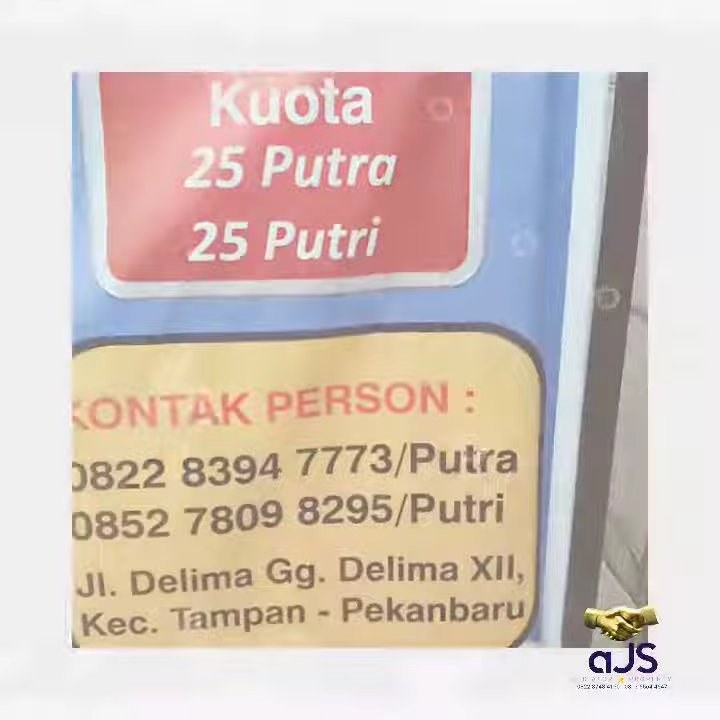 Kuota
25 Putra
25 Putri
KONTAK PERSON :
0822 8394 7773/Putra
0852 7809 8295/Putri
Jl. Delima Gg. Delima XII,
Kec. Tampan - Pekanbaru
aJS
PROPERTY